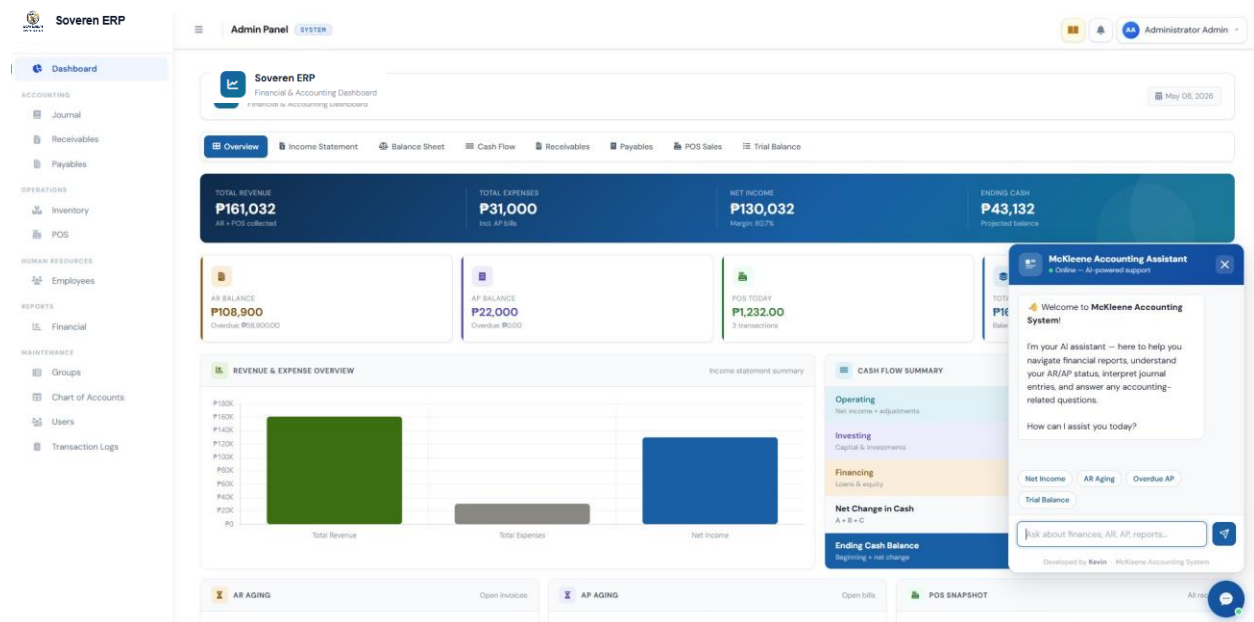 Soveren ERP
Admin Panel
SYSTEM
AA
Administrator Admin
Dashboard
ACCOUNTING
Journal
Receivables
Payables
OPERATIONS
Inventory
POS
HUMAN RESOURCES
Employees
REPORTS
Financial
MAINTENANCE
Groups
Chart of Accounts
Users
Transaction Logs
Soveren ERP
Financial & Accounting Dashboard
Financial & Accounting Dashboard
May 08, 2026
Overview
Income Statement
Balance Sheet
Cash Flow
Receivables
Payables
POS Sales
Trial Balance
TOTAL REVENUE
₱161,032
AR + POS collected
TOTAL EXPENSES
₱31,000
Incl. AP bills
NET INCOME
₱130,032
Margin: 80.7%
ENDING CASH
₱43,132
Projected balance
AR BALANCE
₱108,900
Overdue: ₱58,900.00
AP BALANCE
₱22,000
Overdue: ₱0.00
POS TODAY
₱1,232.00
3 transactions
REVENUE & EXPENSE OVERVIEW
Income statement summary
₱180K
₱160K
₱140K
₱120K
₱100K
₱80K
₱60K
₱40K
₱20K
₱0
Total Revenue
Total Expenses
Net Income
CASH FLOW SUMMARY
Operating
Net income + adjustments
Investing
Capital & investments
Financing
Loans & equity
Net Change in Cash
A + B + C
Ending Cash Balance
Beginning + net change
AR AGING
Open invoices
AP AGING
Open bills
POS SNAPSHOT
McKleene Accounting Assistant
Online — AI-powered support
👋 Welcome to McKleene Accounting
System!
I'm your AI assistant — here to help you
navigate financial reports, understand
your AR/AP status, interpret journal
entries, and answer any accounting-
related questions.
How can I assist you today?
Net Income
AR Aging
Overdue AP
Trial Balance
Ask about finances, AR, AP, reports...
Developed by Kevin · McKleene Accounting System